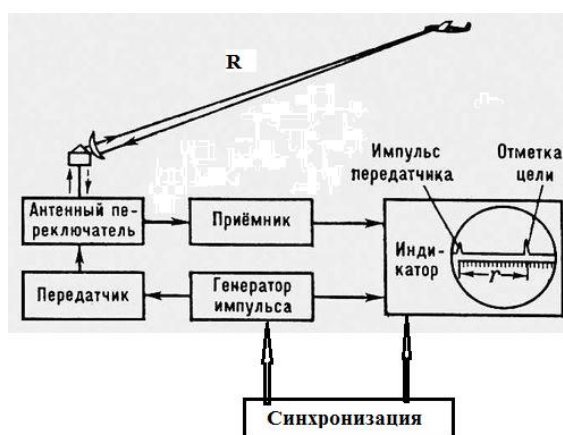 R
Импульс
передатчика
Отметка
цели
Антенный пе-
реключатель
Приёмник
Инди-
катор
r
Передатчик
Генератор
импульса
Синхронизация